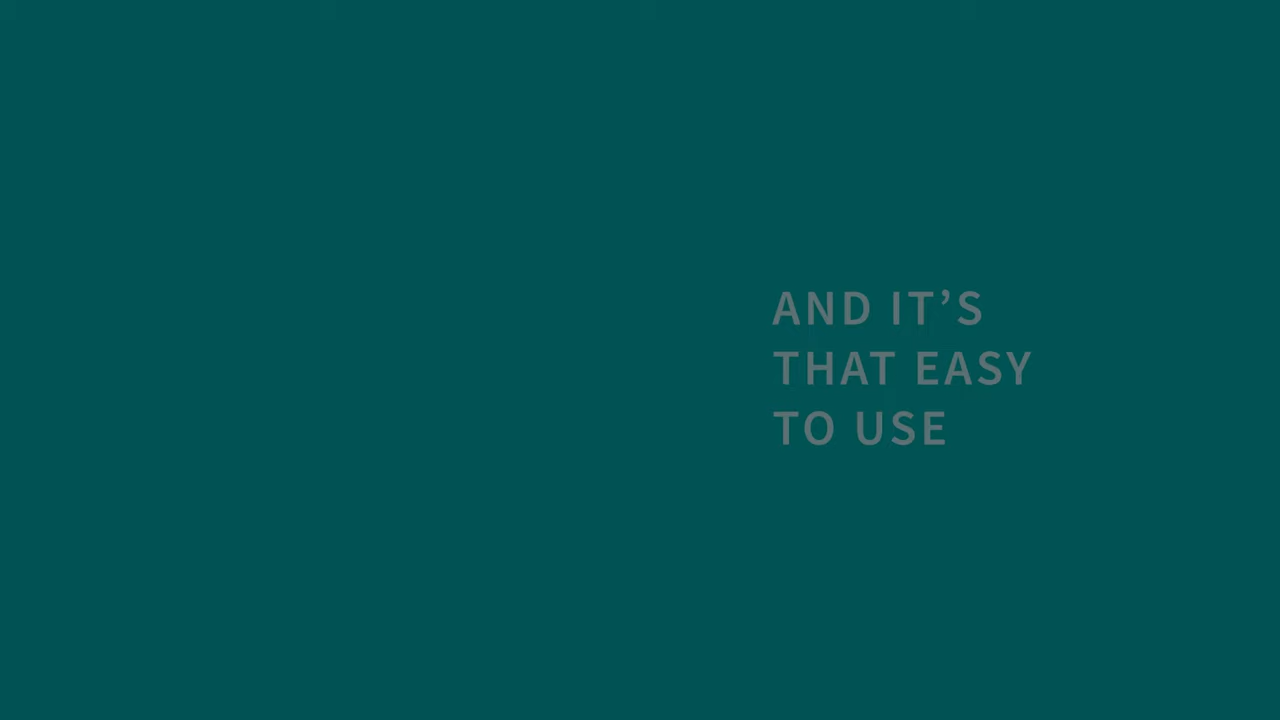 AND IT’S
THAT EASY
TO USE